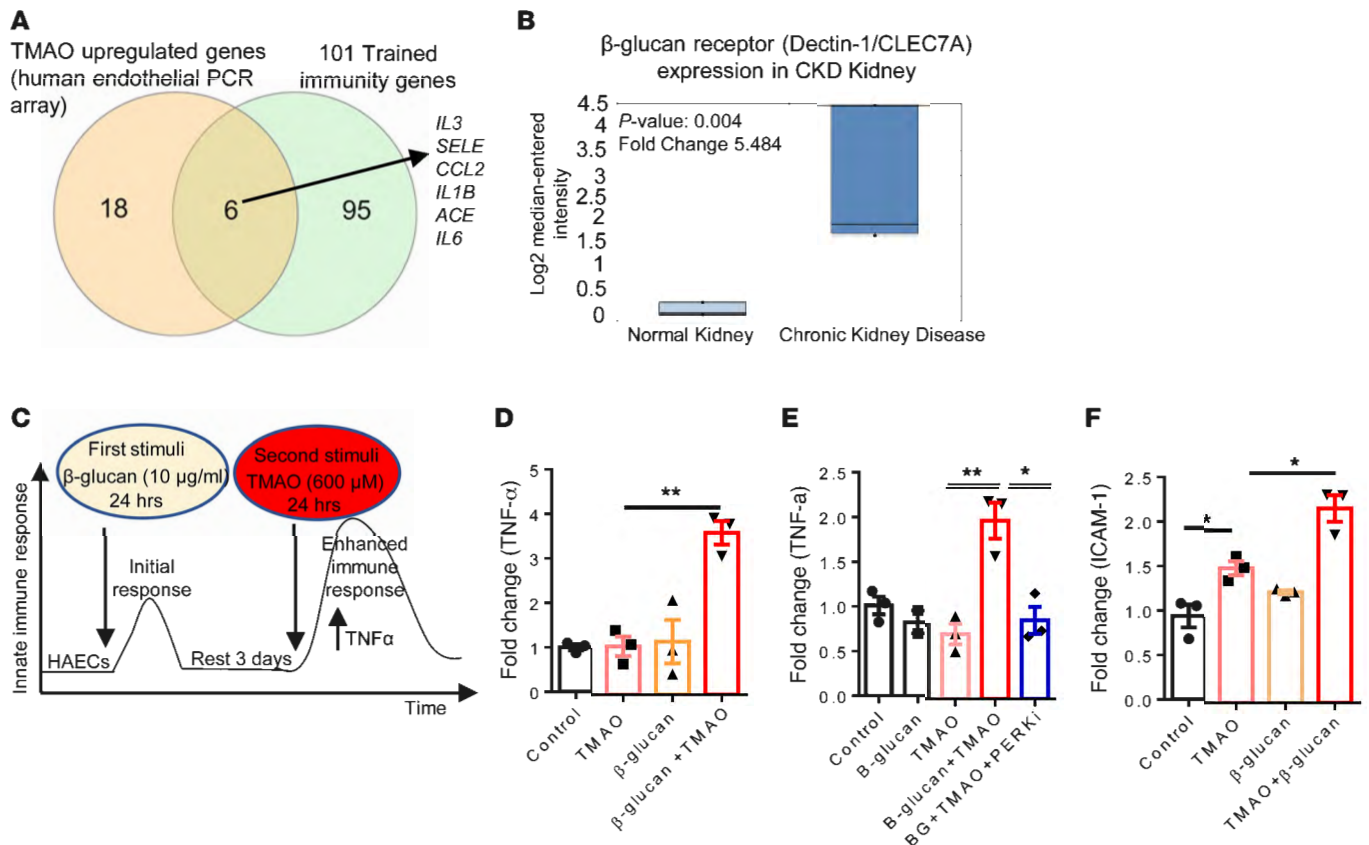 A
TMAO upregulated genes
(human endothelial PCR
array)
101 Trained
immunity genes
18
6
95
IL3
SELE
CCL2
IL1B
ACE
IL6
B
β-glucan receptor (Dectin-1/CLEC7A)
expression in CKD Kidney
P-value: 0.004
Fold Change 5.484
Log2 median-entered
intensity
4.5
4
3.5
3
2.5
2
1.5
1
0.5
0
Normal Kidney
Chronic Kidney Disease
C
First stimuli
β-glucan (10 µg/ml)
24 hrs
Second stimuli
TMAO (600 µM)
24 hrs
Innate immune response
Initial
response
Enhanced
immune
response
TNFα
HAECs
Rest 3 days
Time
D
Fold change (TNF-α)
5
4
3
2
1
0
**
Control
TMAO
β-glucan
β-glucan +TMAO
E
Fold change (TNF-a)
2.5
2.0
1.5
1.0
0.5
0.0
**
*
Control
B-glucan
TMAO
B-glucan+TMAO
BG+TMAO+PERKi
F
Fold change (ICAM-1)
2.5
2.0
1.5
1.0
0.5
0.0
*
*
Control
TMAO
β-glucan
TMAO+β-glucan